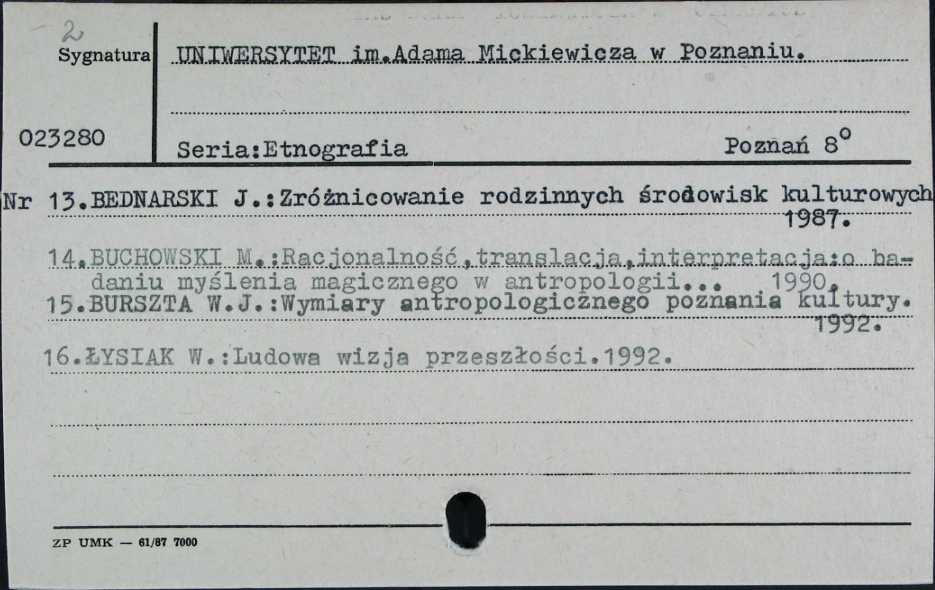 2
Sygnatura
UNIWERSYTET im.Adama Mickiewicza w Poznaniu.
023280
Seria:Etnografia Poznań 8º
Nr 13.BEDNARSKI J.:Zróżnicowanie rodzinnych środowisk kulturowych
1987.
14.BUCHOWSKI M.:Racjonalność,translacja,interpretacja:o ba-
daniu myślenia magicznego w antropologii... 1990.
15.BURSZTA W.J.:Wymiary antropologicznego poznania kultury.
1992.
16.ŁYSIAK W.:Ludowa wizja przeszłości.1992.
ZP UMK — 61/87 7000